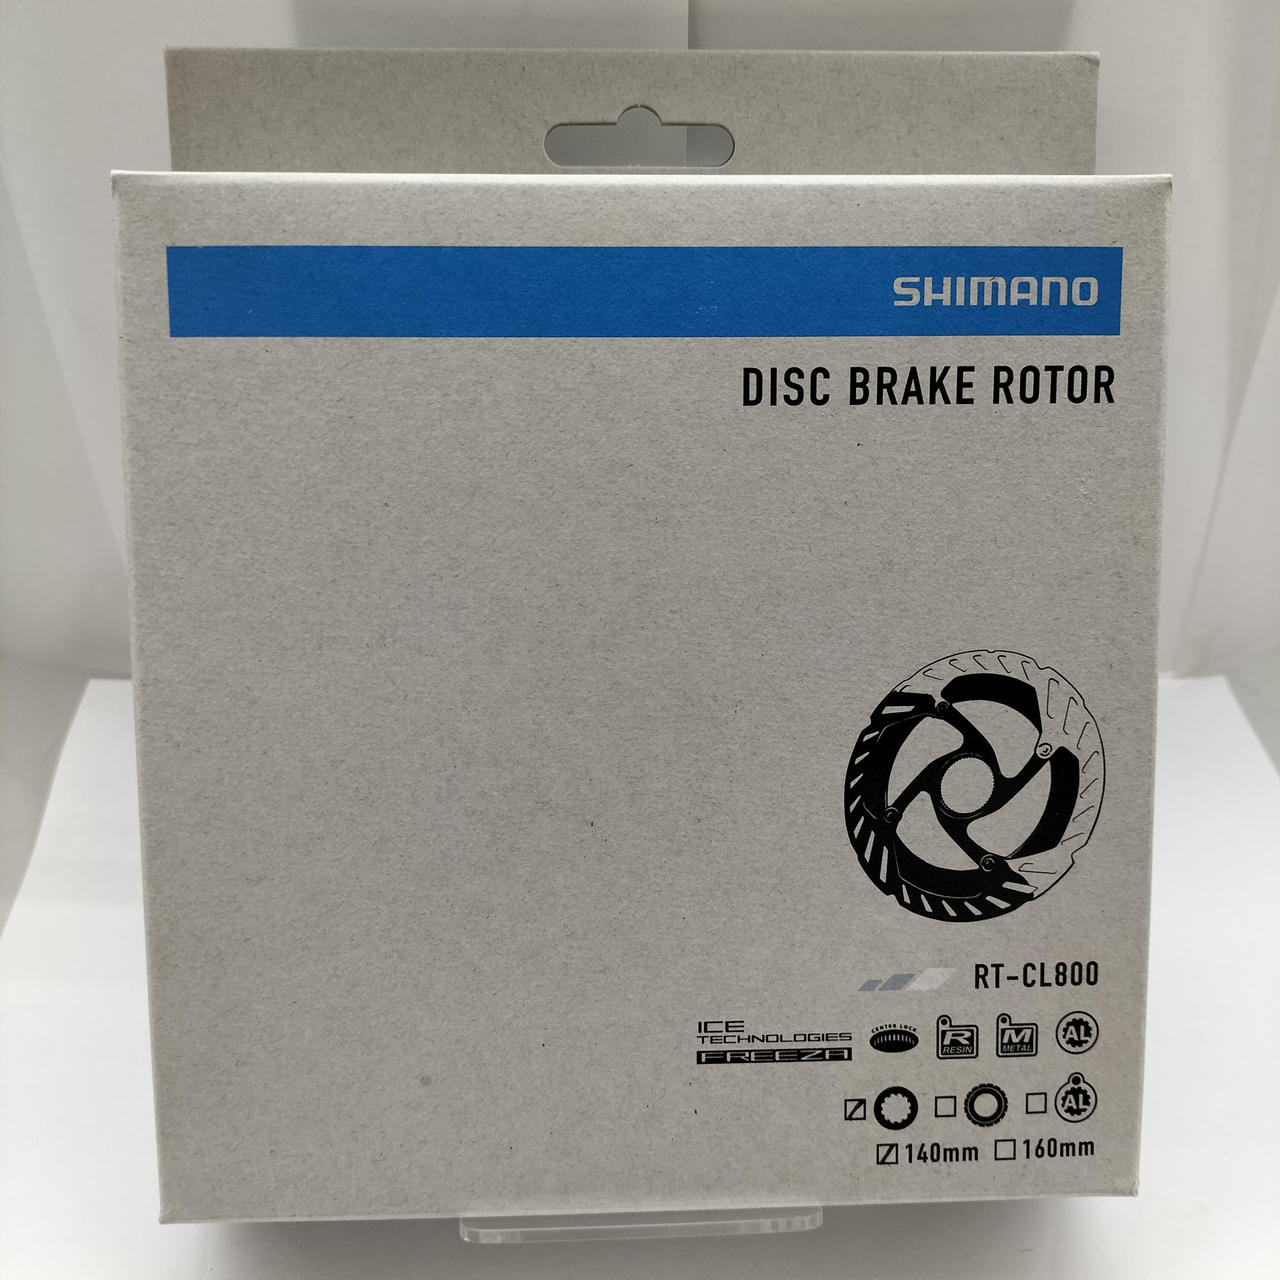 SHIMANO
DISC BRAKE ROTOR
RT-CL800
ICE
TECHNOLOGIES
FREEZA
CENTER LOCK
R
RESIN
M
METAL
AL
AL
140mm 160mm